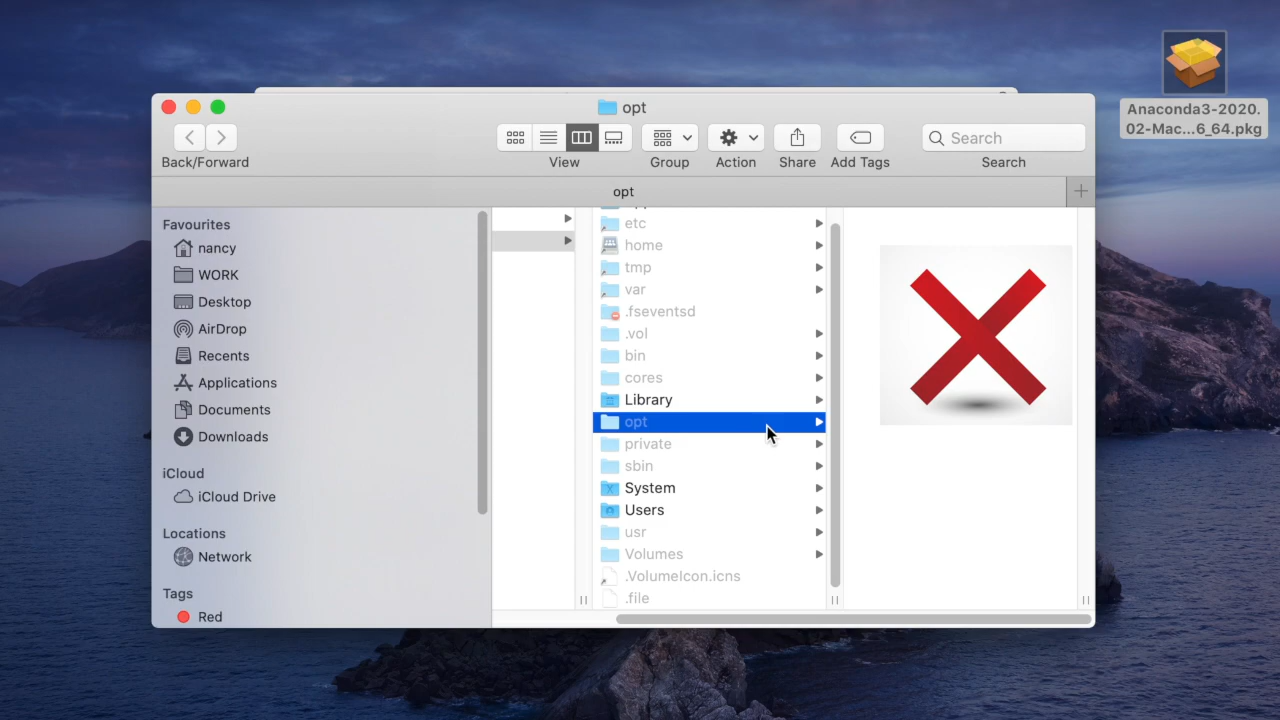 Anaconda3-2020.
02-Mac...6_64.pkg
opt
Back/Forward
View
Group
Action
Share
Add Tags
Search
Search
opt
Favourites
nancy
WORK
Desktop
AirDrop
Recents
Applications
Documents
Downloads
iCloud
iCloud Drive
Locations
Network
Tags
Red
etc
home
tmp
var
.fseventsd
.vol
bin
cores
Library
opt
private
sbin
System
Users
usr
Volumes
.VolumeIcon.icns
.file